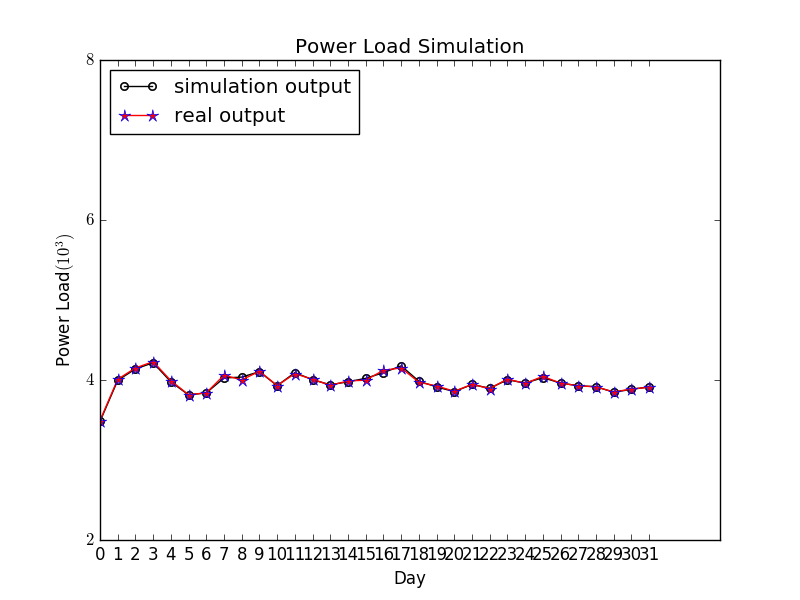 Power Load Simulation
simulation output
real output
8
6
4
2
Power Load(10³)
0 1 2 3 4 5 6 7 8 9 10 11 12 13 14 15 16 17 18 19 20 21 22 23 24 25 26 27 28 29 30 31
Day